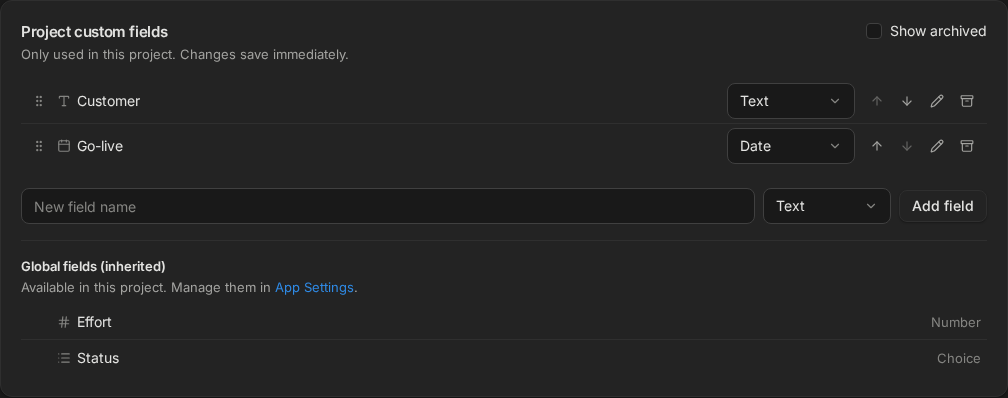 Project custom fields
Show archived
Only used in this project. Changes save immediately.
Customer
Text
Go-live
Date
New field name
Text
Add field
Global fields (inherited)
Available in this project. Manage them in App Settings.
Effort
Number
Status
Choice